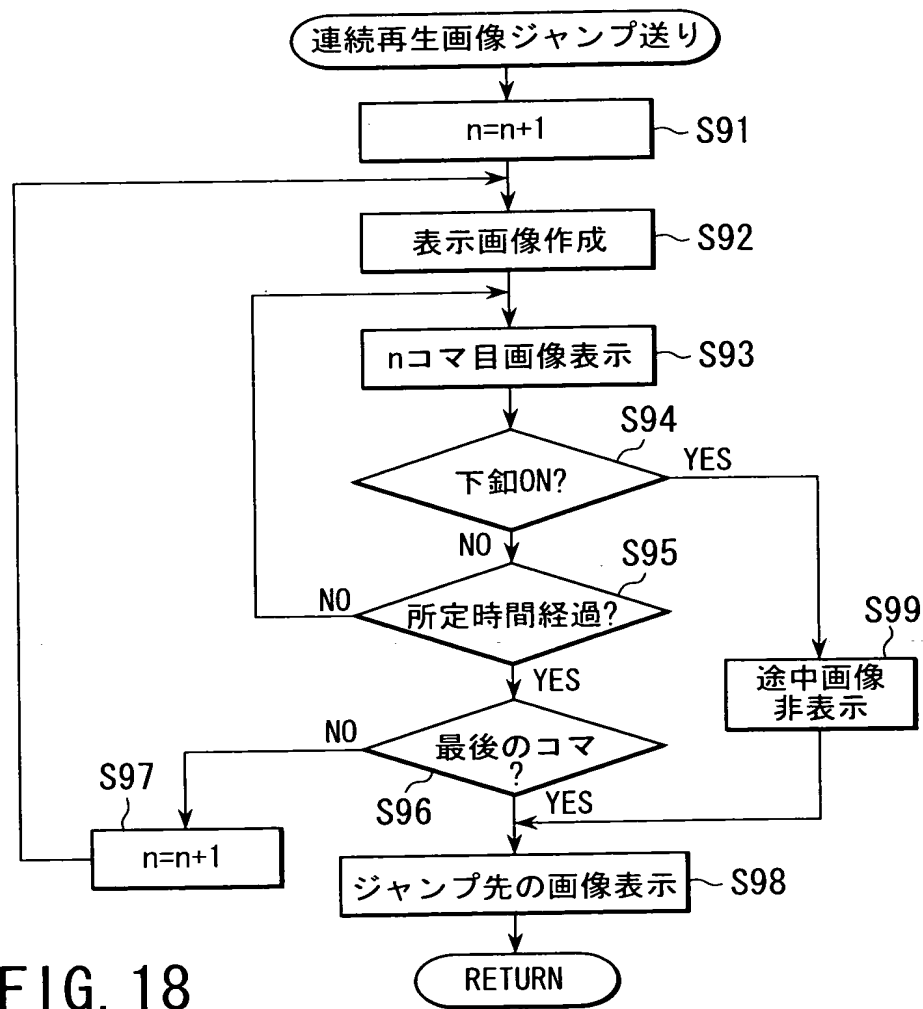 連続再生画像ジャンプ送り
n=n+1
S91
表示画像作成
S92
nコマ目画像表示
S93
S94
下釦ON?
YES
NO
S95
所定時間経過?
NO
YES
S99
途中画像
非表示
最後のコマ
?
NO
S96
YES
S97
n=n+1
ジャンプ先の画像表示
S98
RETURN
FIG. 18